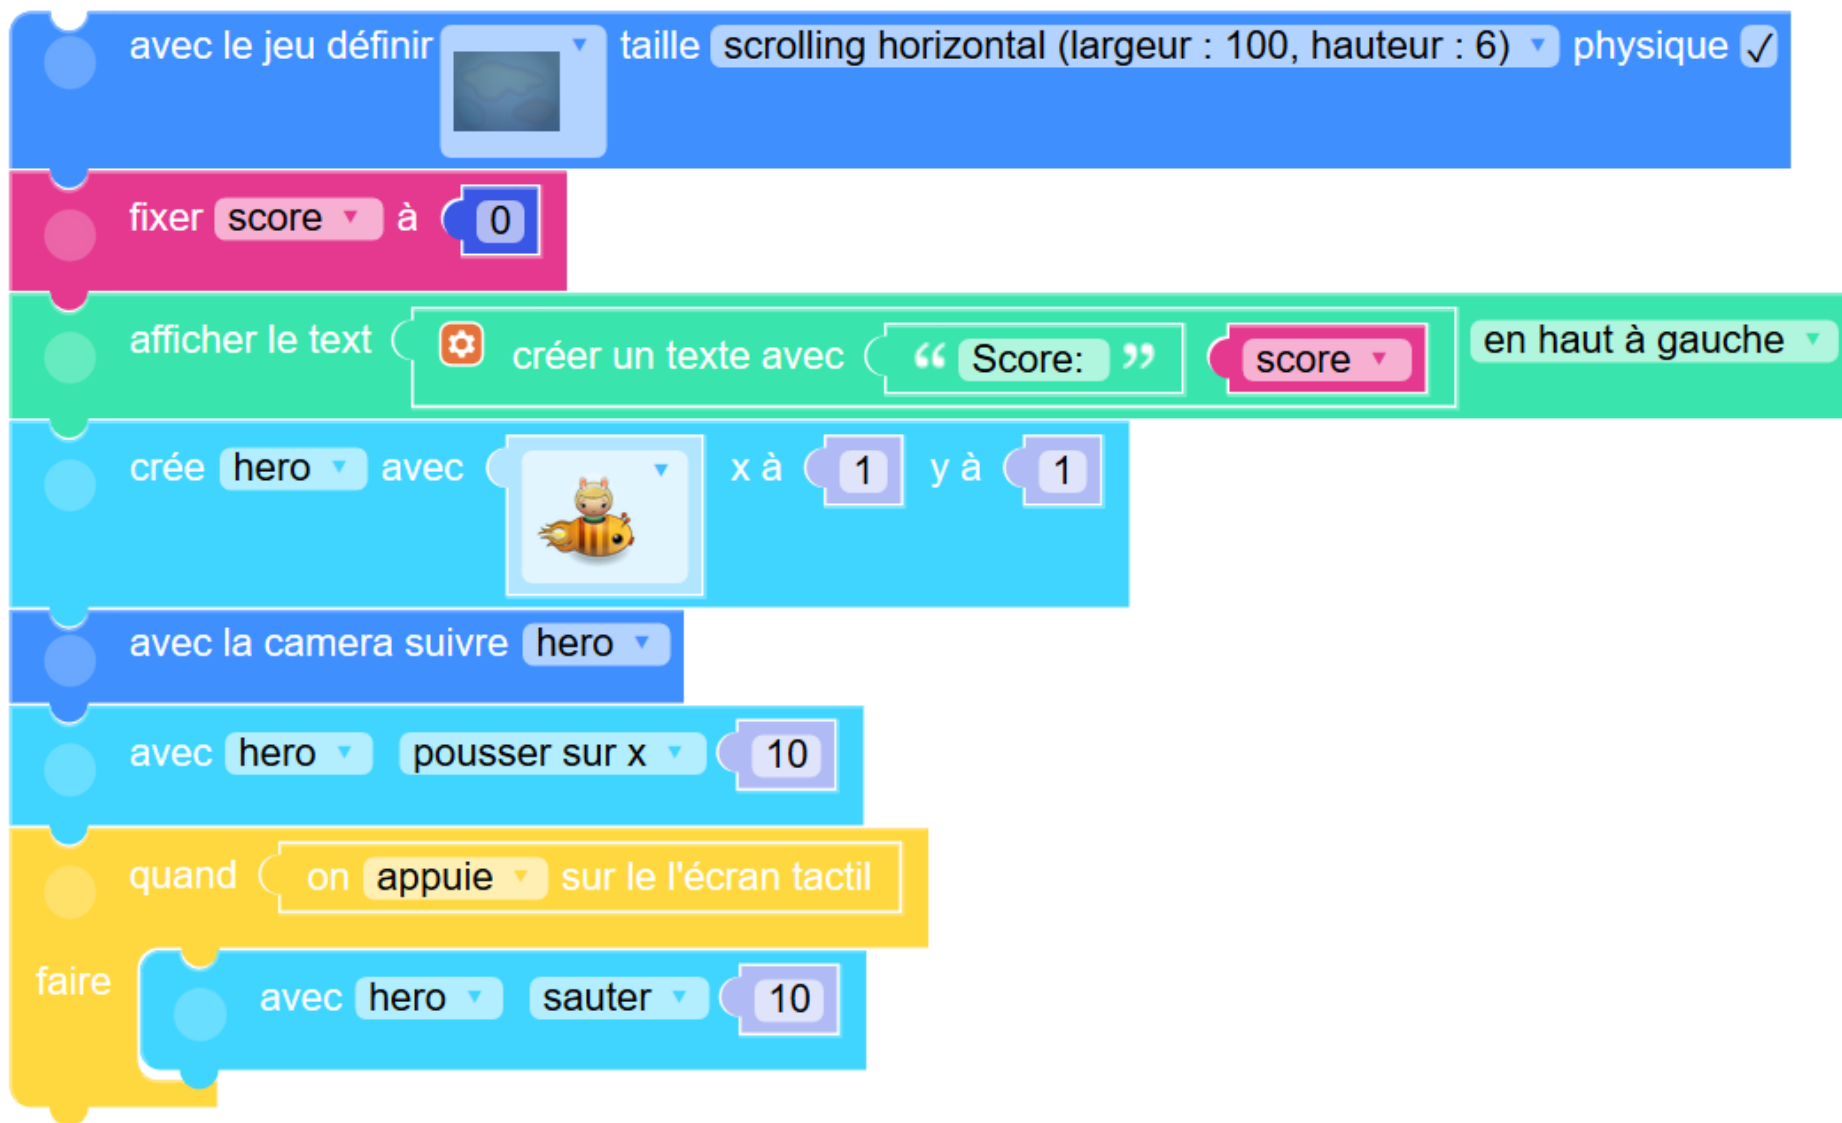 avec le jeu définir taille scrolling horizontal (largeur : 100, hauteur : 6) physique ✓
fixer score à 0
afficher le text créer un texte avec “ Score: ” score en haut à gauche
crée hero avec x à 1 y à 1
avec la camera suivre hero
avec hero pousser sur x 10
quand on appuie sur le l'écran tactil
faire avec hero sauter 10